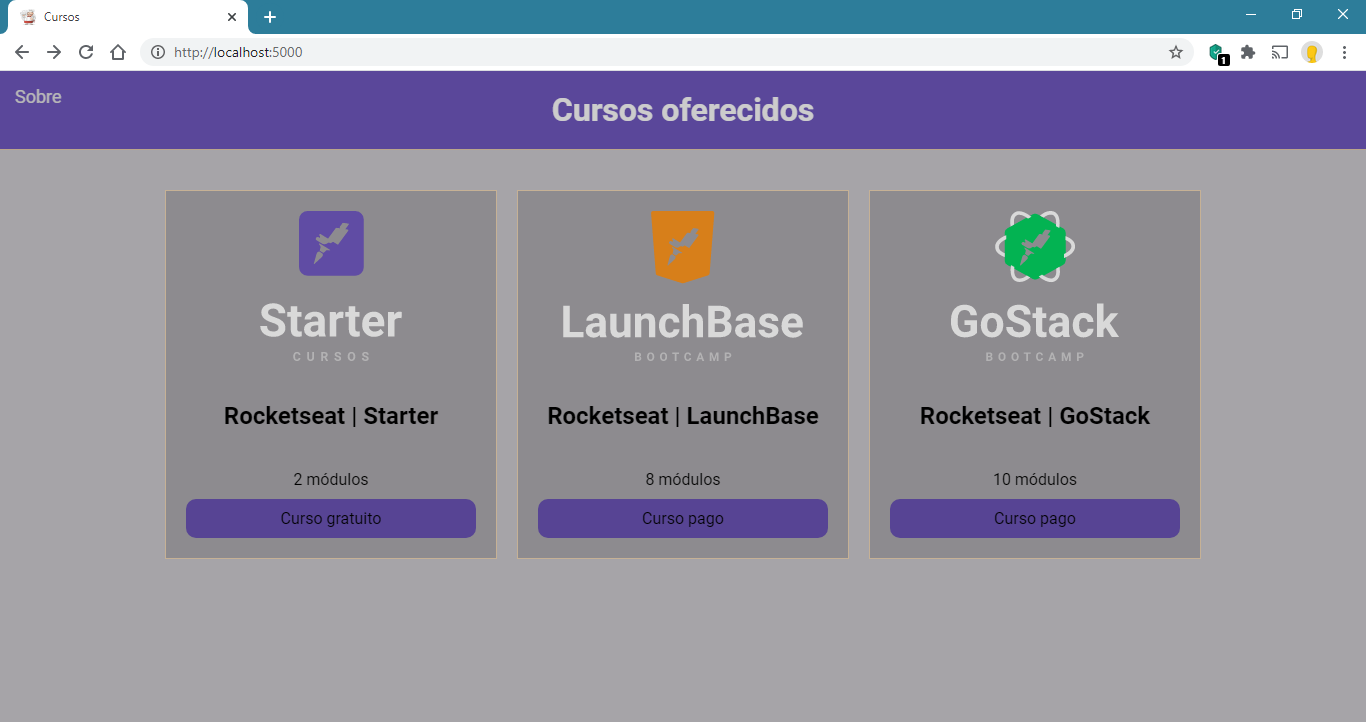 Cursos
http://localhost:5000
1
Sobre
Cursos oferecidos
Starter
CURSOS
Rocketseat | Starter
2 módulos
Curso gratuito
LaunchBase
BOOTCAMP
Rocketseat | LaunchBase
8 módulos
Curso pago
GoStack
BOOTCAMP
Rocketseat | GoStack
10 módulos
Curso pago